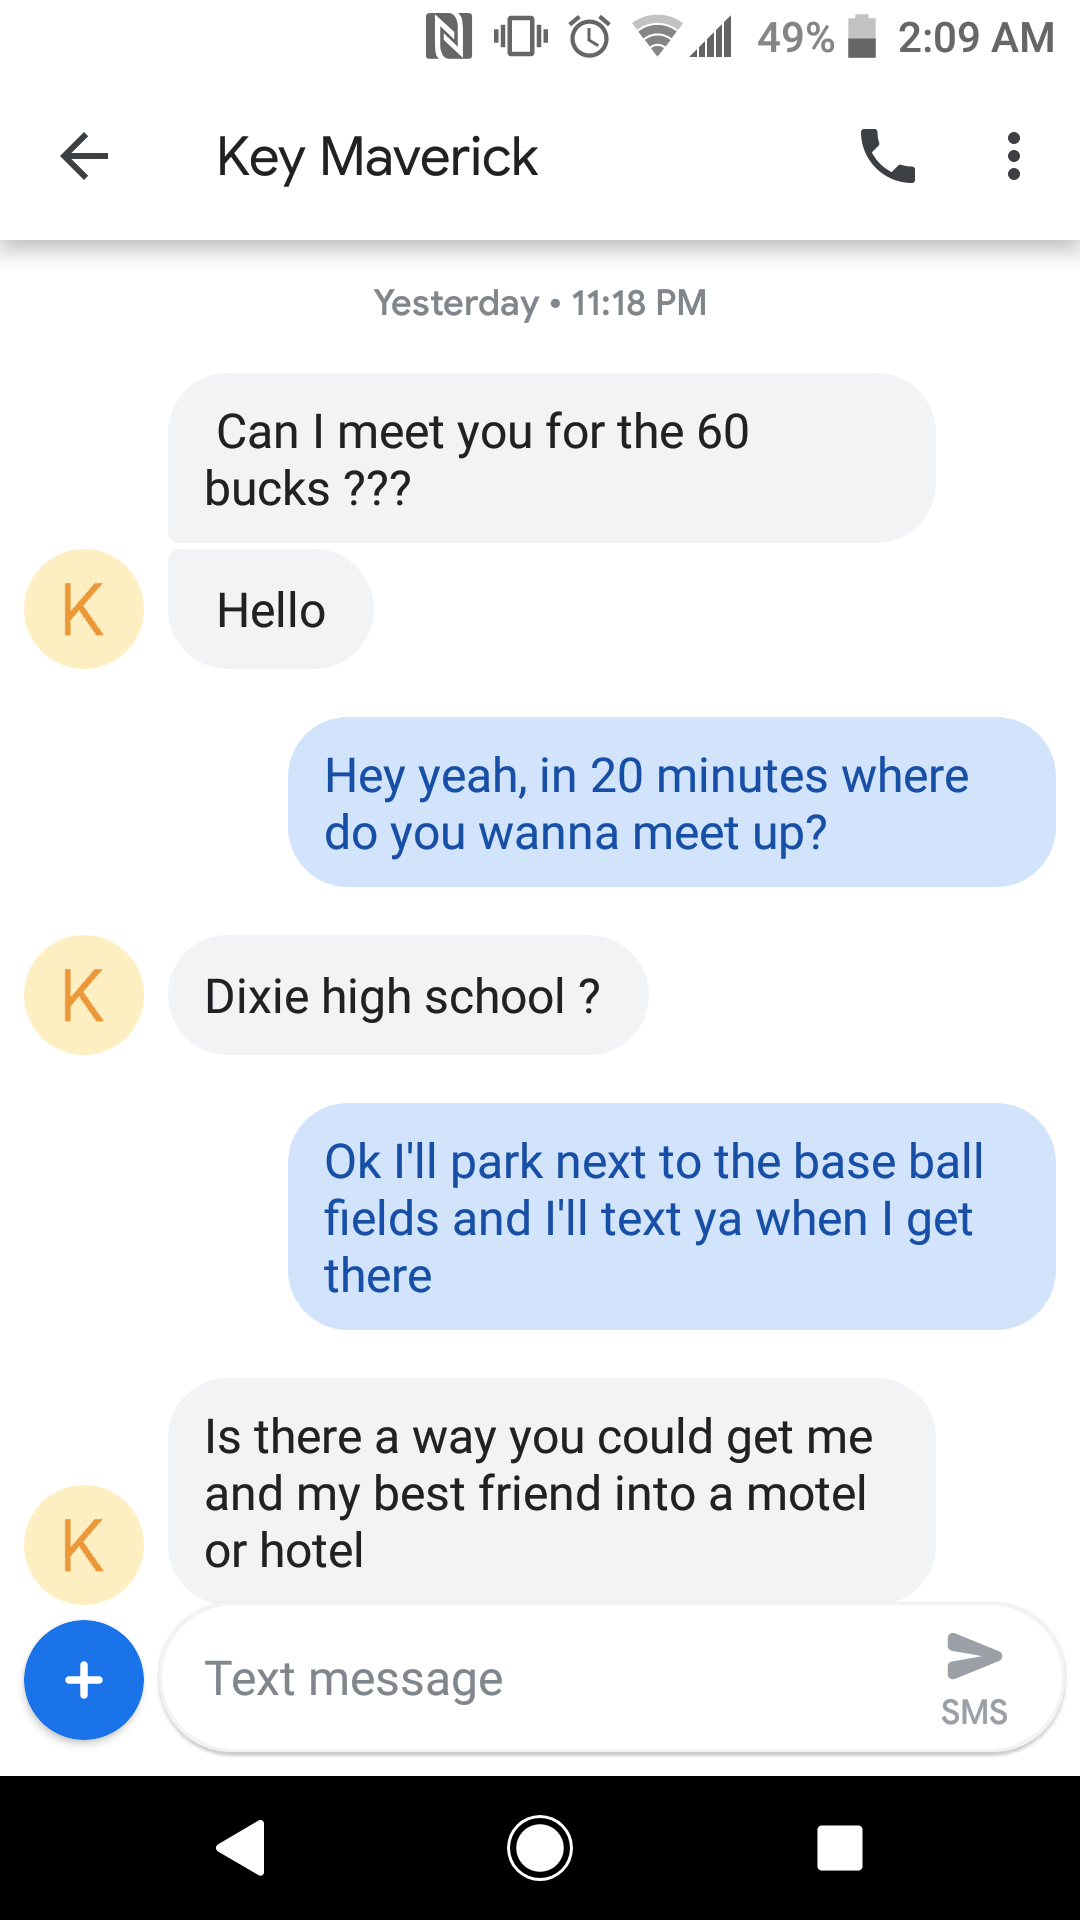 49% 2:09 AM
Key Maverick
Yesterday • 11:18 PM
Can I meet you for the 60
bucks ???
K
Hello
Hey yeah, in 20 minutes where
do you wanna meet up?
K
Dixie high school ?
Ok I'll park next to the base ball
fields and I'll text ya when I get
there
Is there a way you could get me
and my best friend into a motel
or hotel
K
Text message
SMS